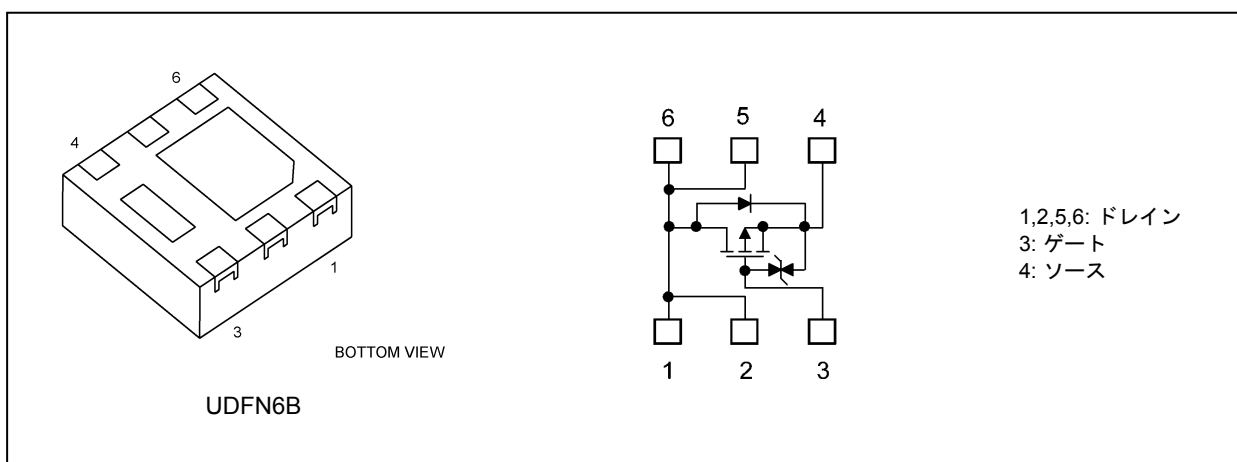 6
4
1
3
BOTTOM VIEW
UDFN6B
6 5 4
1 2 3
1,2,5,6: ドレイン
3: ゲート
4: ソース